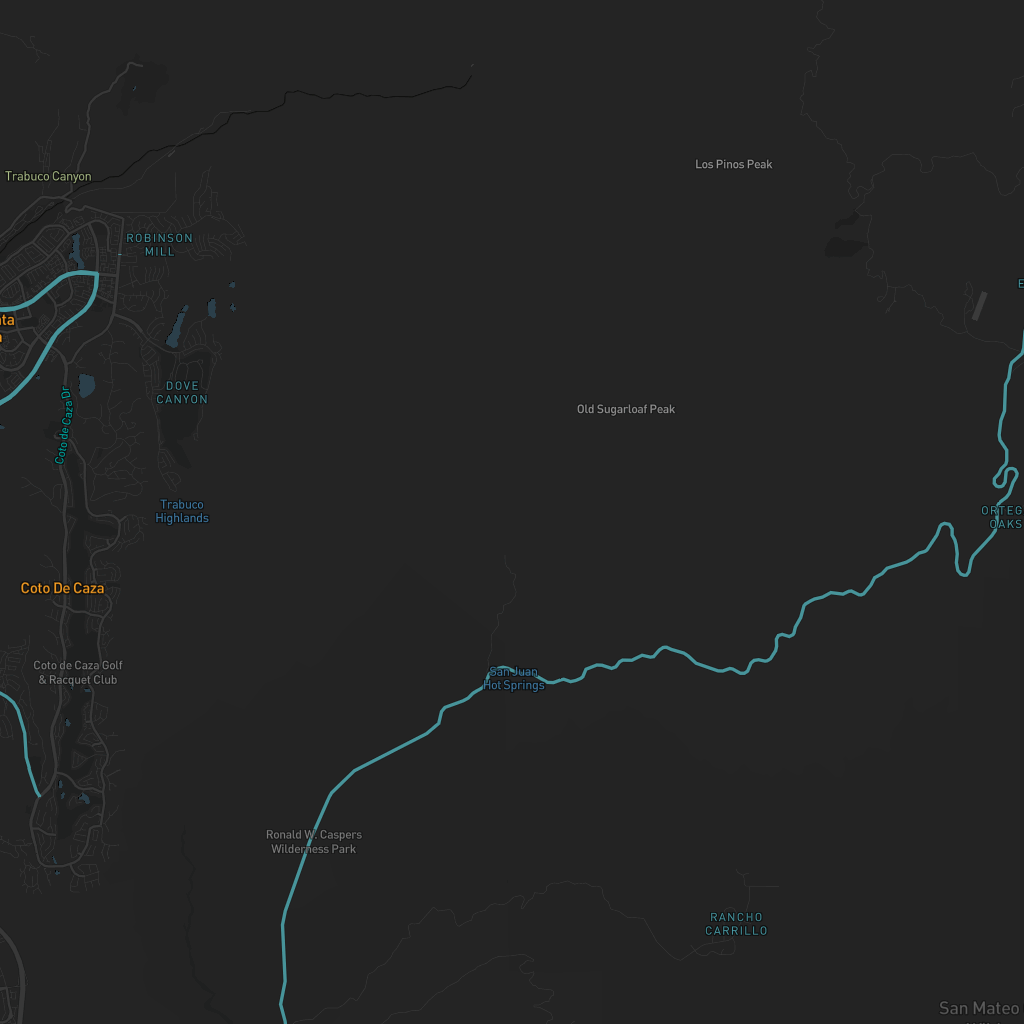 Los Pinos Peak
Trabuco Canyon
ROBINSON
MILL
DOVE
CANYON
Coto de Caza Dr
Old Sugarloaf Peak
Trabuco
Highlands
ORTEG
OAKS
Coto De Caza
Coto de Caza Golf
& Racquet Club
San Juan
Hot Springs
Ronald W. Caspers
Wilderness Park
RANCHO
CARRILLO
San Mateo